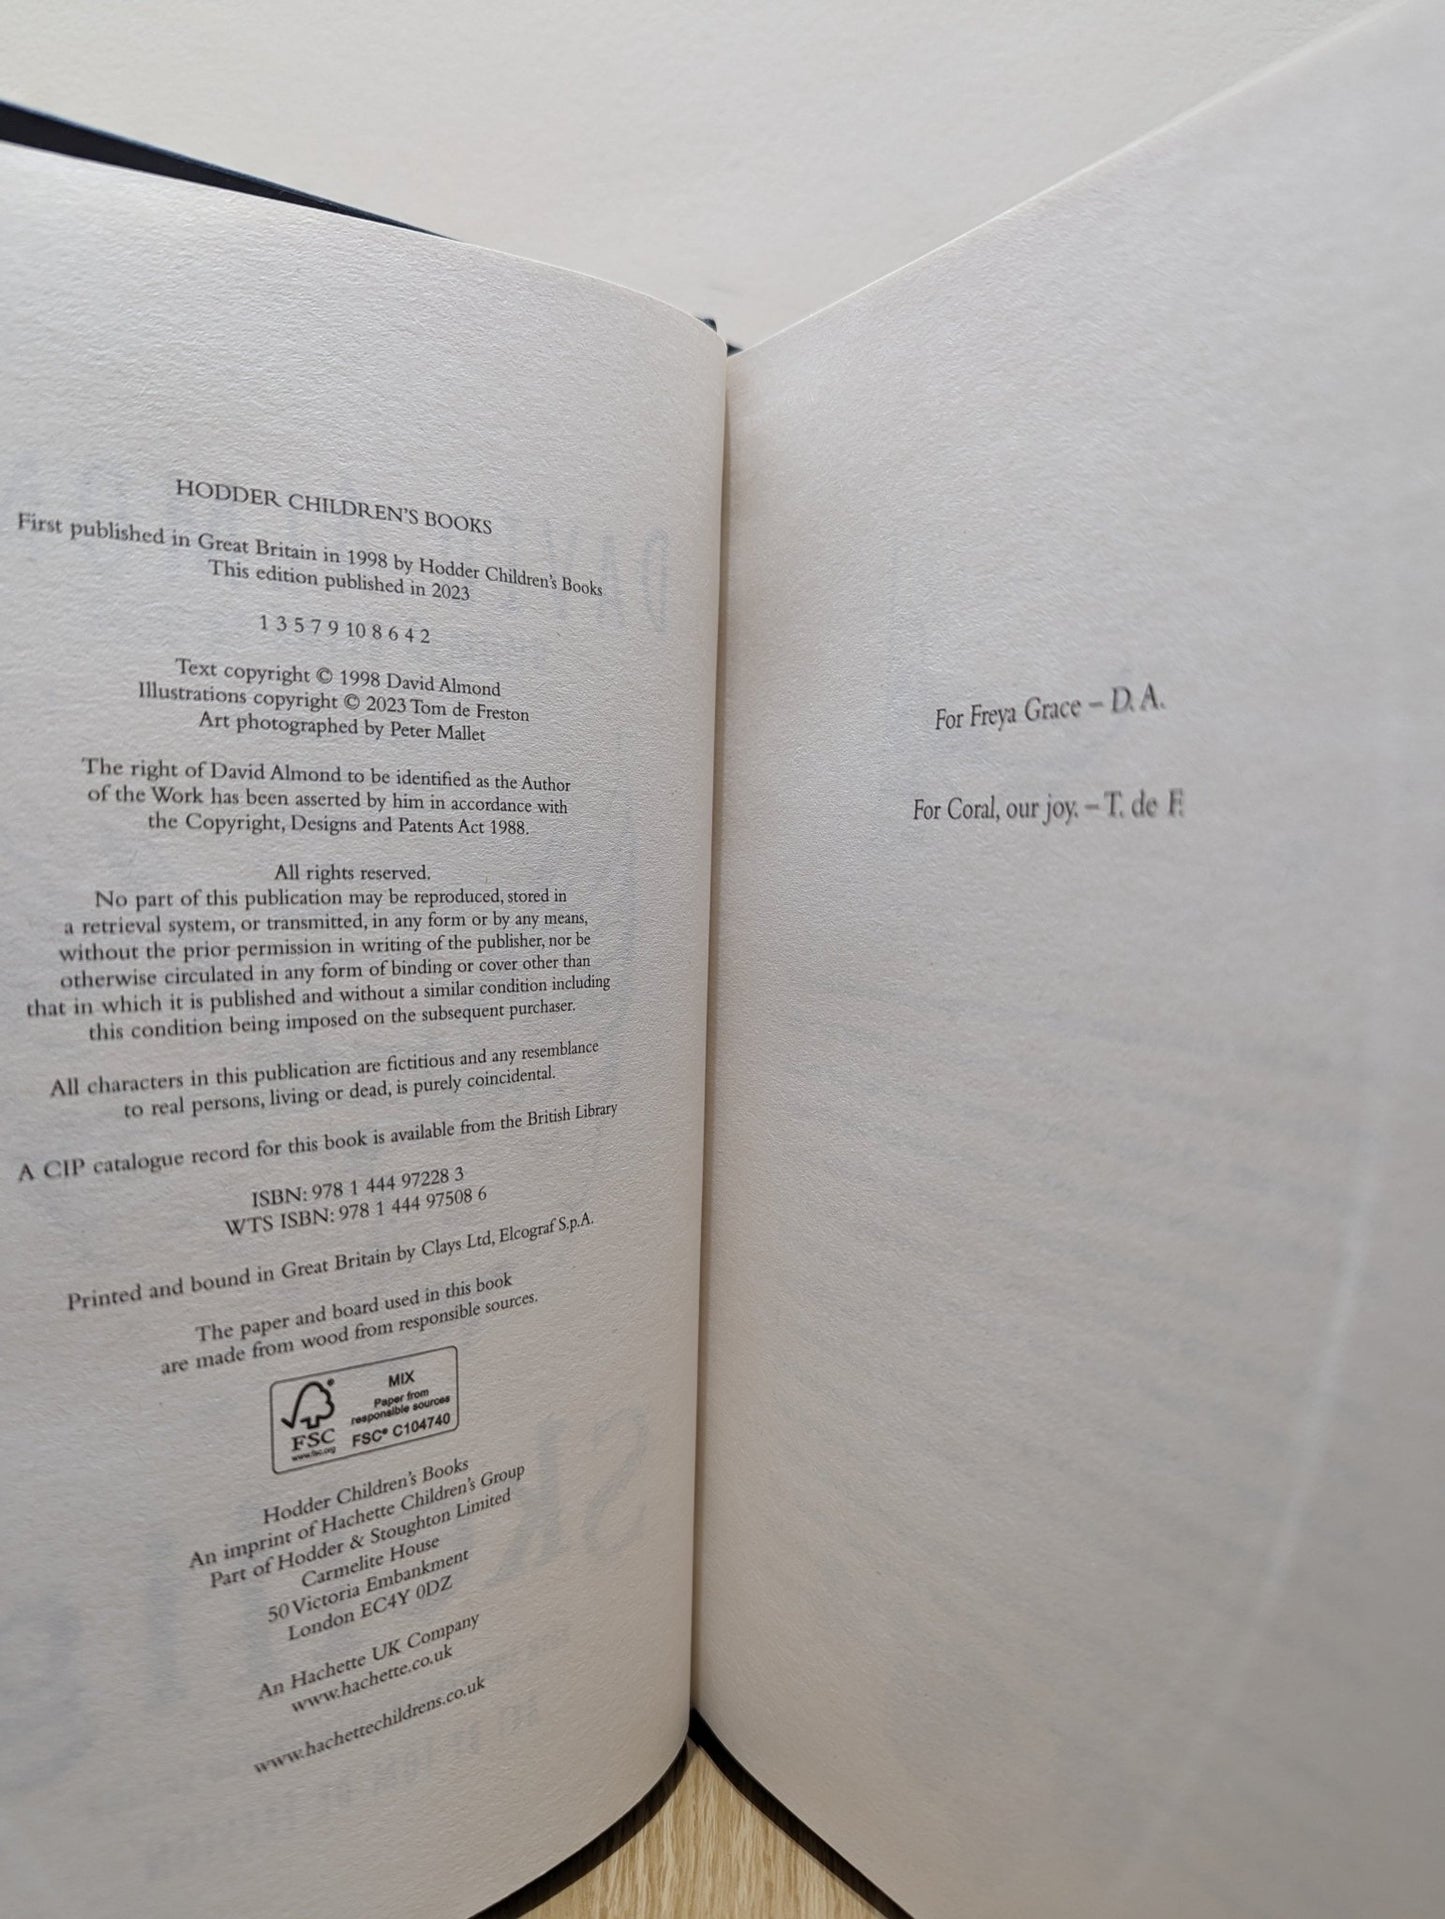 HODDER CHILDREN'S BOOKS
First published in Great Britain in 1998 by Hodder Children's Books
This edition published in 2023
1 3 5 7 9 10 8 6 4 2
Text copyright © 1998 David Almond
Illustrations copyright © 2023 Tom de Freston
Art photographed by Peter Mallet
The right of David Almond to be identified as the Author
of the Work has been asserted by him in accordance with
the Copyright, Designs and Patents Act 1988.
All rights reserved.
No part of this publication may be reproduced, stored in
a retrieval system, or transmitted, in any form or by any means,
without the prior permission in writing of the publisher, nor be
otherwise circulated in any form of binding or cover other than
that in which it is published and without a similar condition including
this condition being imposed on the subsequent purchaser.
All characters in this publication are fictitious and any resemblance
to real persons, living or dead, is purely coincidental.
A CIP catalogue record for this book is available from the British Library
ISBN: 978 1 444 97228 3
WTS ISBN: 978 1 444 97508 6
Printed and bound in Great Britain by Clays Ltd, Elcograf S.p.A.
The paper and board used in this book
are made from wood from responsible sources.
MIX
Paper from
responsible sources
FSC® C104740
FSC
www.fsc.org
Hodder Children's Books
An imprint of Hachette Children's Group
Part of Hodder & Stoughton Limited
Carmelite House
50 Victoria Embankment
London EC4Y 0DZ
An Hachette UK Company
www.hachette.co.uk
www.hachettechildrens.co.uk
For Freya Grace – D. A.
For Coral, our joy. – T. de F.